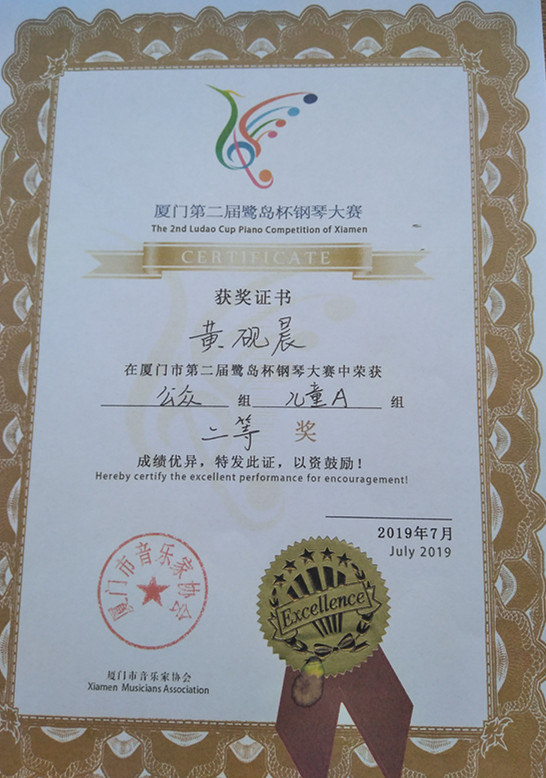 厦门第二届鹭岛杯钢琴大赛
The 2nd Ludao Cup Piano Competition of Xiamen
CERTIFICATE
获奖证书
黄砚晨
在厦门市第二届鹭岛杯钢琴大赛中荣获
公众 组 儿童A 组
二等 奖
成绩优异，特发此证，以资鼓励！
Hereby certify the excellent performance for encouragement!
2019年7月
July 2019
厦门市音乐家协会
Excellence
厦门市音乐家协会
Xiamen Musicians Association